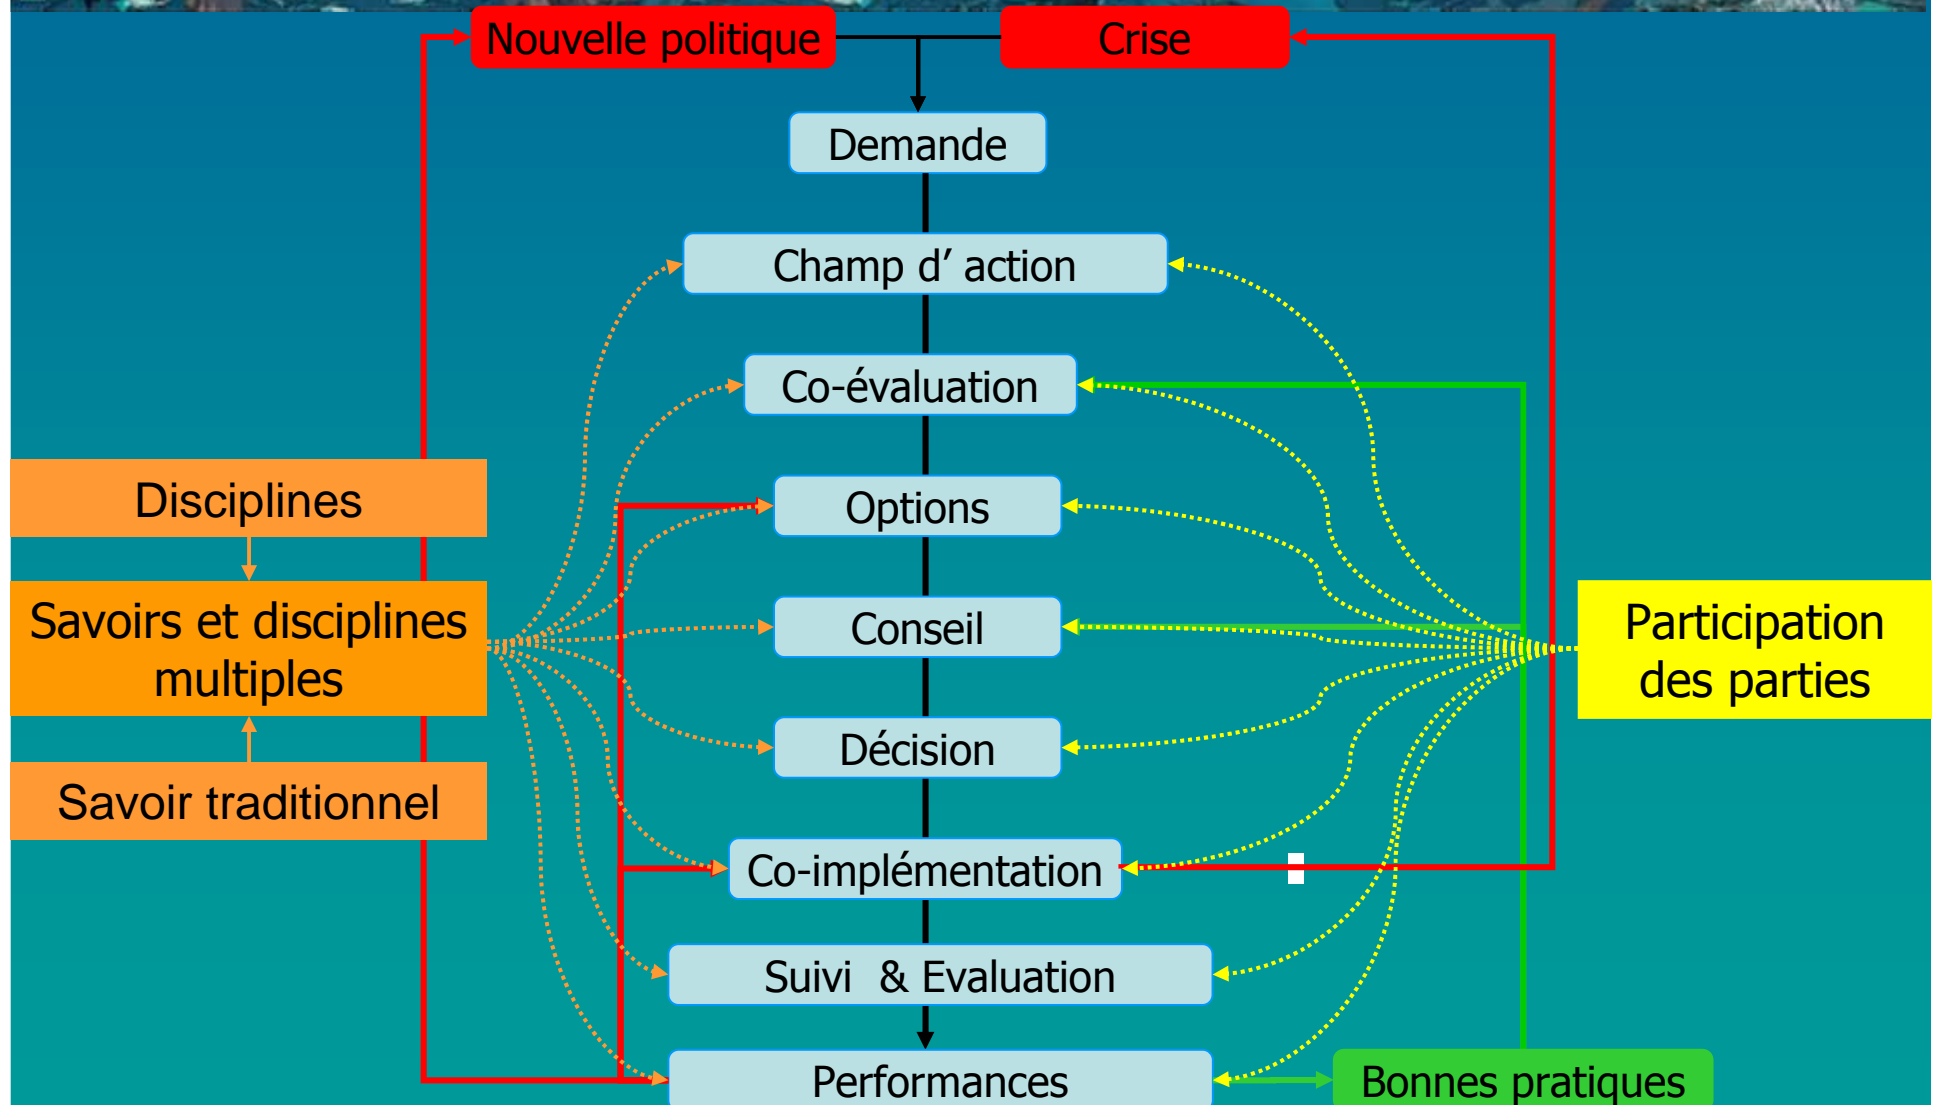 Nouvelle politique
Crise
Demande
Champ d’ action
Co-évaluation
Disciplines
Options
Savoirs et disciplines
multiples
Conseil
Participation
des parties
Décision
Savoir traditionnel
Co-implémentation
Suivi  & Evaluation
Performances
Bonnes pratiques